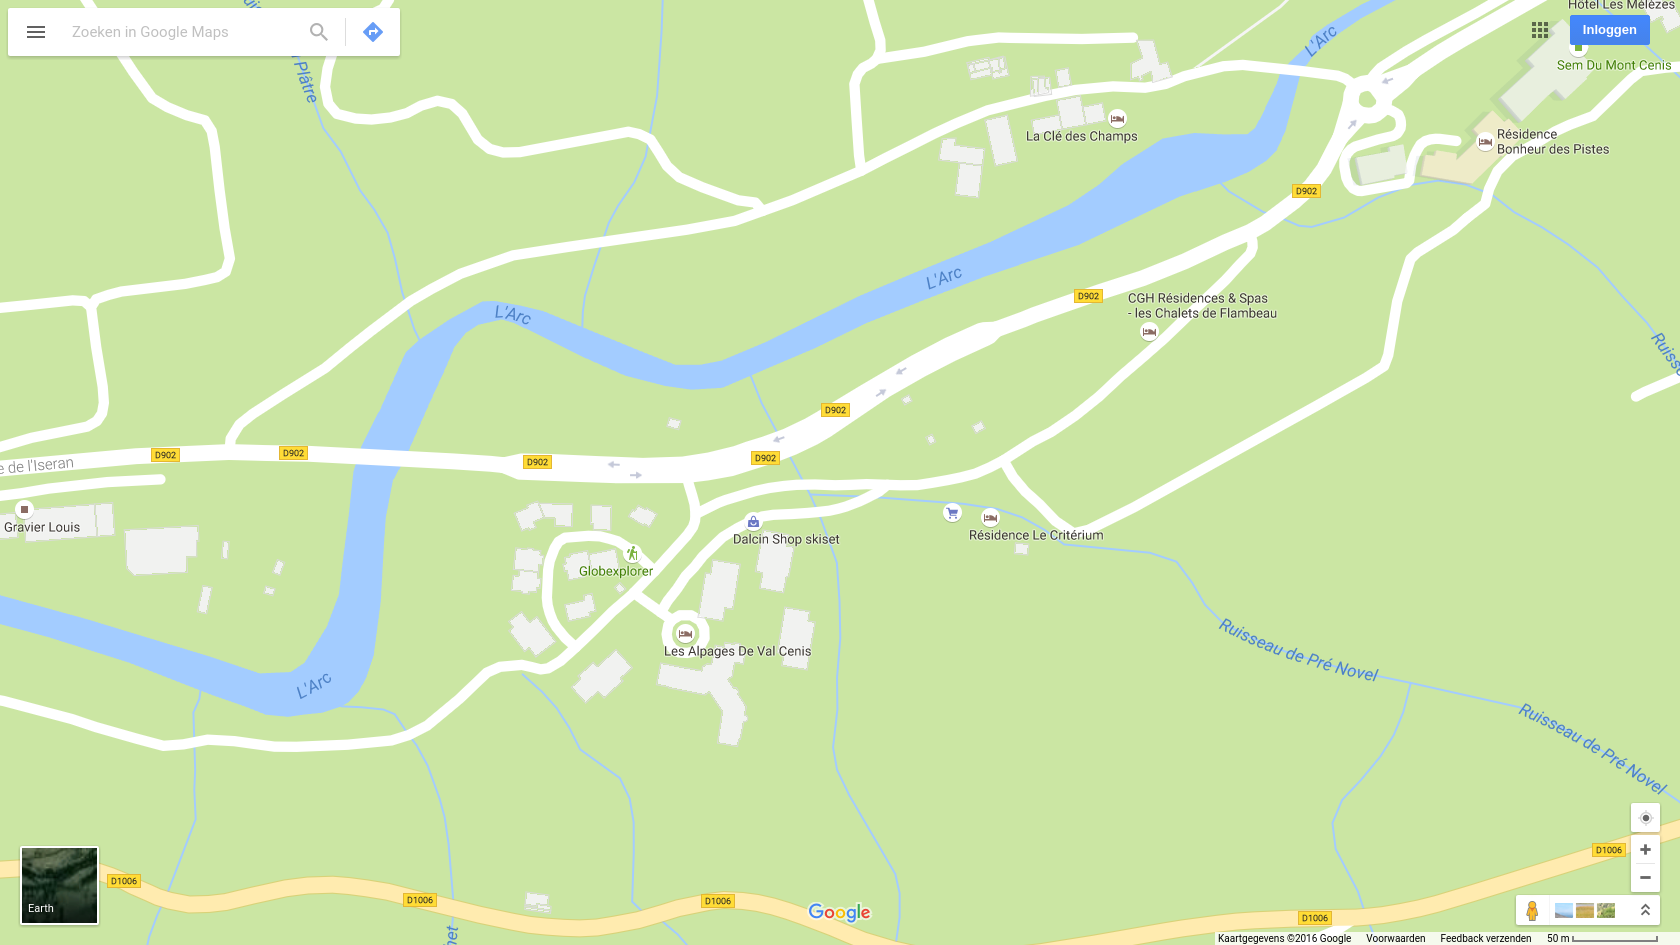 Hôtel Les Mélèzes
Zoeken in Google Maps
Inloggen
L'Arc
Plâtre
Sem Du Mont Cenis
La Clé des Champs
Résidence
Bonheur des Pistes
D902
L'Arc
D902
CGH Résidences & Spas
- les Chalets de Flambeau
L'Arc
D902
D902
D902
D902
D902
e de l'Iseran
Gravier Louis
Dalcin Shop skiset
Résidence Le Critérium
Globexplorer
Les Alpages De Val Cenis
L'Arc
Ruisseau de Pré Novel
Ruisseau de Pré Novel
D1006
D1006
D1006
D1006
D1006
Earth
Google
Kaartgegevens ©2016 Google Voorwaarden Feedback verzenden 50 m